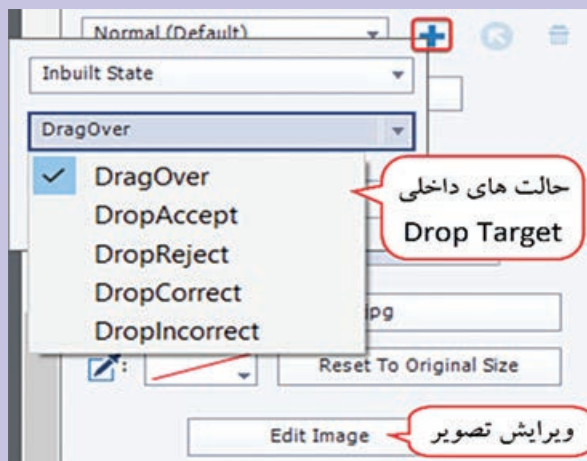 Normal (Default)
Inbuilt State
DragOver
DragOver
DropAccept
DropReject
DropCorrect
DropIncorrect
حالت های داخلی
Drop Target
jpg
Reset To Original Size
Edit Image
ویرایش تصویر